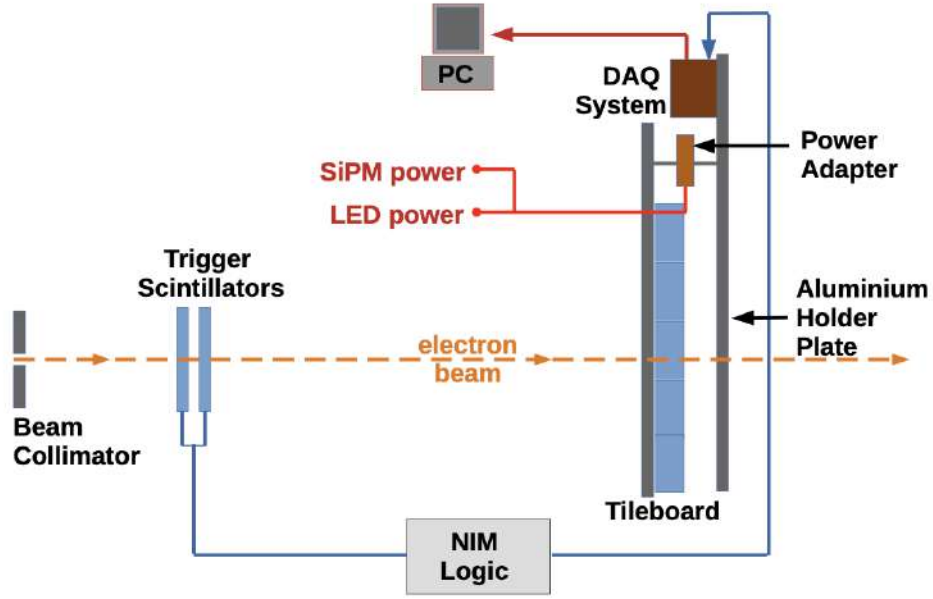 PC
DAQ
System
SiPM power
LED power
Power
Adapter
Trigger
Scintillators
Aluminium
Holder
Plate
electron
beam
Beam
Collimator
Tileboard
NIM
Logic